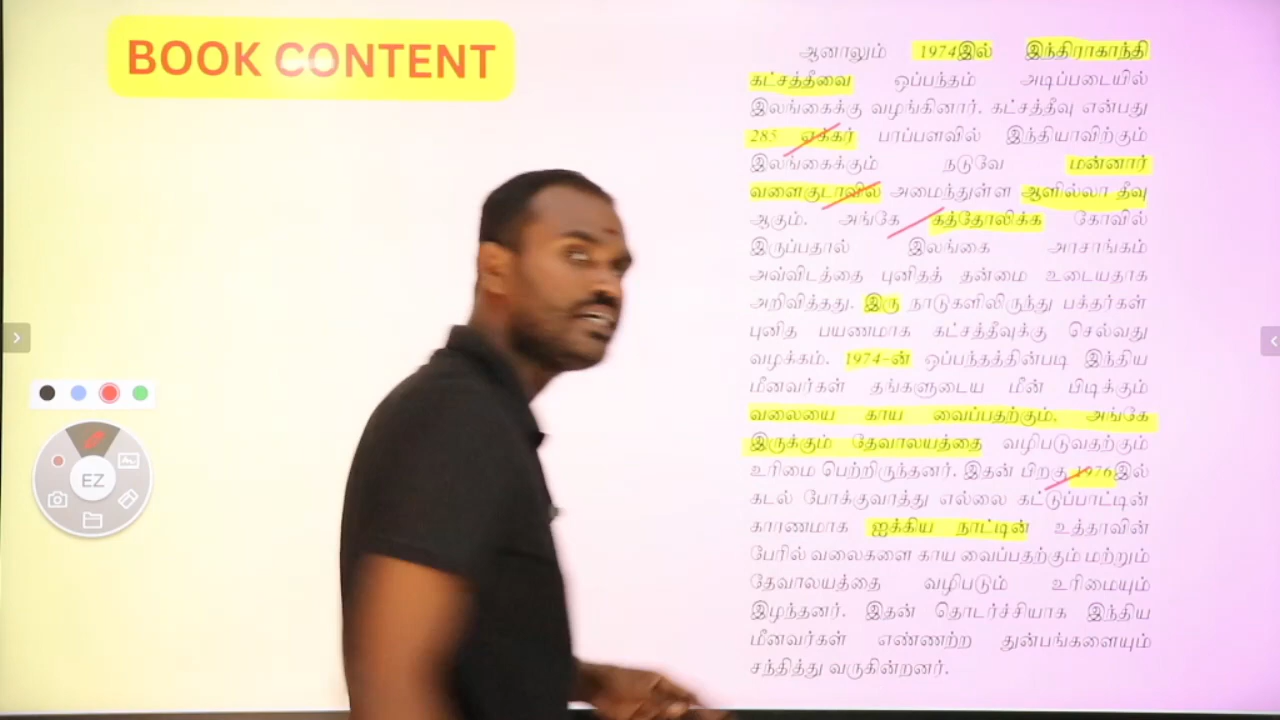 BOOK CONTENT
ஆனாலும் 1974இல் இந்திராகாந்தி
கட்சத்தீவை ஒப்பந்தம் அடிப்படையில்
இலங்கைக்கு வழங்கினார். கட்சத்தீவு என்பது
285 ஏக்கர் பரப்பளவில் இந்தியாவிற்கும்
இலங்கைக்கும் நடுவே மன்னார்
வளைகுடாவில் அமைந்துள்ள ஆளில்லா தீவு
ஆகும். அங்கே கத்தோலிக்க கோவில்
இருப்பதால் இலங்கை அரசாங்கம்
அவ்விடத்தை புனிதத் தன்மை உடையதாக
அறிவித்தது. இரு நாடுகளிலிருந்து பக்தர்கள்
புனித பயணமாக கட்சத்தீவுக்கு செல்வது
வழக்கம். 1974-ன் ஒப்பந்தத்தின்படி இந்திய
மீனவர்கள் தங்களுடைய மீன் பிடிக்கும்
வலையை காய வைப்பதற்கும், அங்கே
இருக்கும் தேவாலயத்தை வழிபடுவதற்கும்
உரிமை பெற்றிருந்தனர். இதன் பிறகு 1976இல்
கடல் போக்குவரத்து எல்லை கட்டுப்பாட்டின்
காரணமாக ஐக்கிய நாட்டின் உத்தரவின்
பேரில் வலைகளை காய வைப்பதற்கும் மற்றும்
தேவாலயத்தை வழிபடும் உரிமையும்
இழந்தனர். இதன் தொடர்ச்சியாக இந்திய
மீனவர்கள் எண்ணற்ற துன்பங்களையும்
சந்தித்து வருகின்றனர்.
EZ